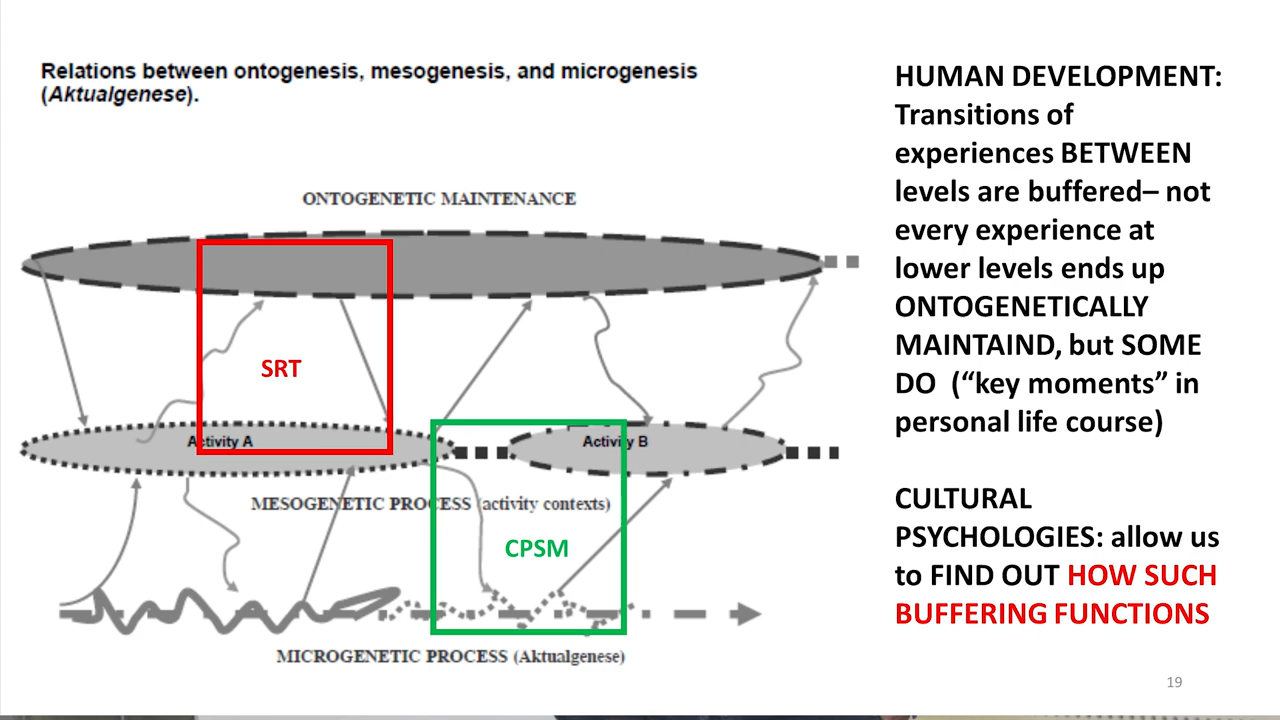 Relations between ontogenesis, mesogenesis, and microgenesis
(Aktualgenese).
ONTOGENETIC MAINTENANCE
SRT
Activity A
Activity B
MESOGENETIC PROCESS (activity contexts)
CPSM
MICROGENETIC PROCESS (Aktualgenese)
HUMAN DEVELOPMENT:
Transitions of
experiences BETWEEN
levels are buffered– not
every experience at
lower levels ends up
ONTOGENETICALLY
MAINTAIND, but SOME
DO (“key moments” in
personal life course)
CULTURAL
PSYCHOLOGIES: allow us
to FIND OUT HOW SUCH
BUFFERING FUNCTIONS
19